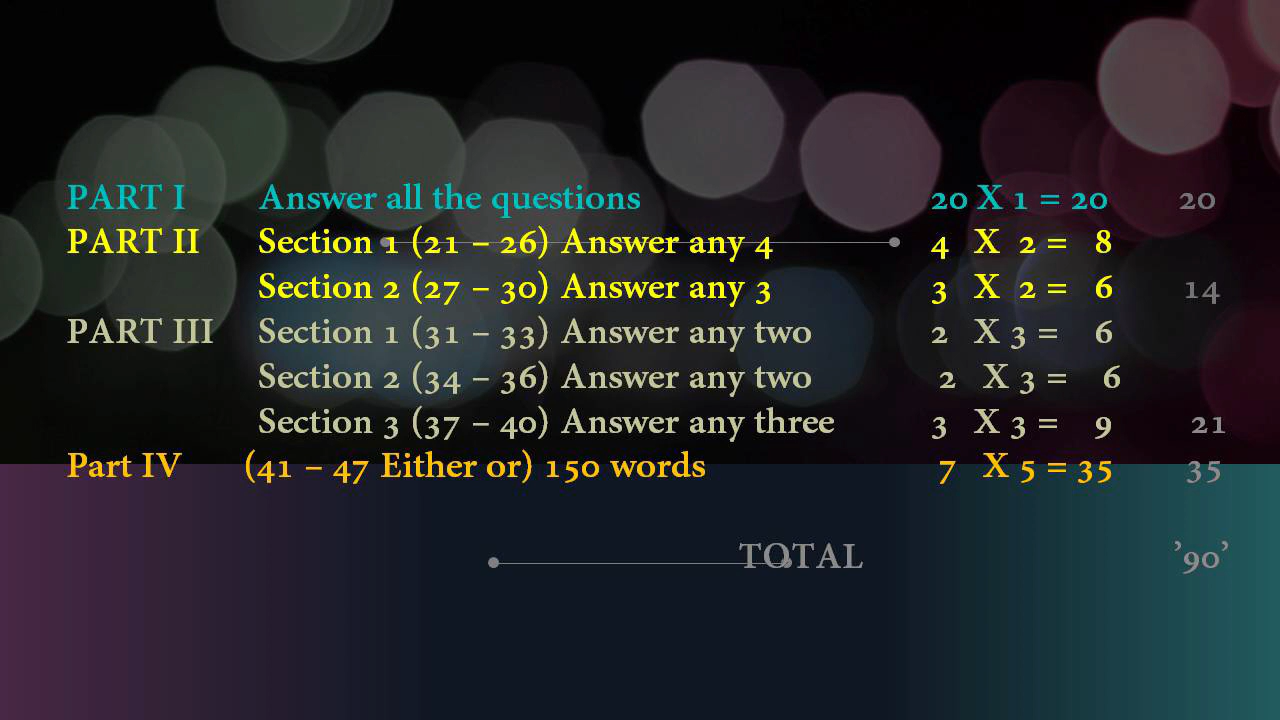 PART I Answer all the questions 20 X 1 = 20 20
PART II Section 1 (21 – 26) Answer any 4 4 X 2 = 8
Section 2 (27 – 30) Answer any 3 3 X 2 = 6 14
PART III Section 1 (31 – 33) Answer any two 2 X 3 = 6
Section 2 (34 – 36) Answer any two 2 X 3 = 6
Section 3 (37 – 40) Answer any three 3 X 3 = 9 21
Part IV (41 – 47 Either or) 150 words 7 X 5 = 35 35
TOTAL ’90’